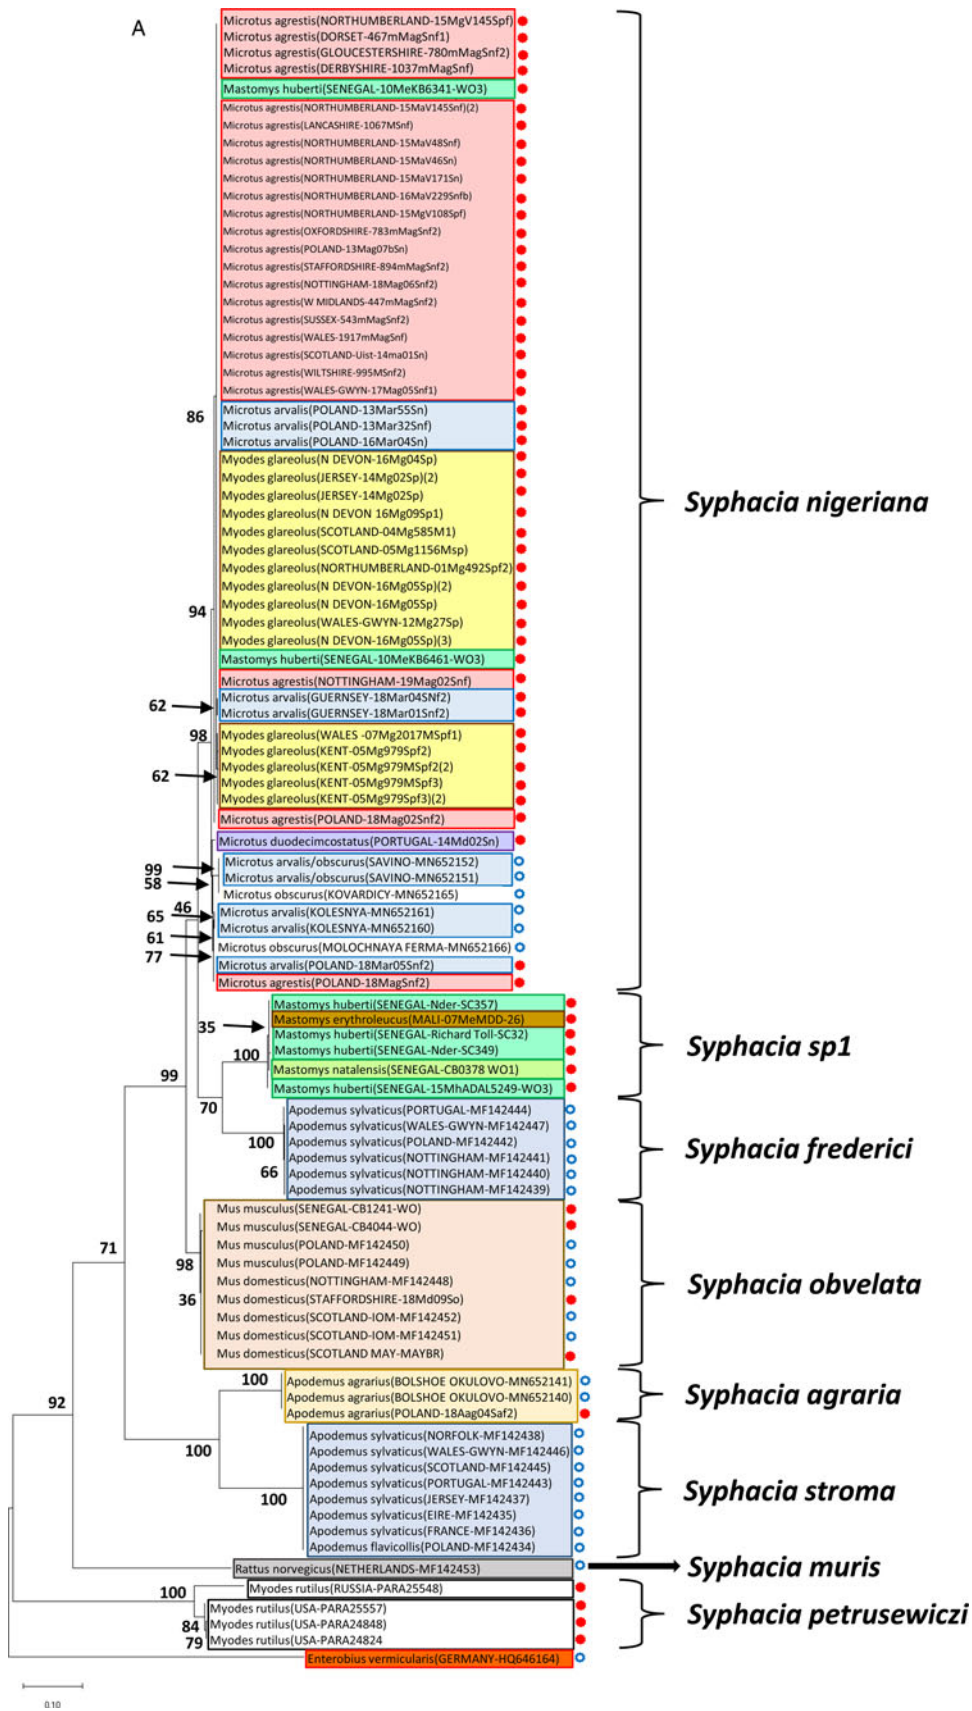 A
Microtus agrestis(NORTHUMBERLAND-15MgV145Spf)
Microtus agrestis(DORSET-467mMagSnf1)
Microtus agrestis(GLOUCESTERSHIRE-780mMagSnf2)
Microtus agrestis(DERBYSHIRE-1037mMagSnf)
Mastomys huberti(SENEGAL-10MeKB6341-WO3)
Microtus agrestis(NORTHUMBERLAND-15MaV145Snf)(2)
Microtus agrestis(LANCASHIRE-1067MSnf)
Microtus agrestis(NORTHUMBERLAND-15MaV48Snf)
Microtus agrestis(NORTHUMBERLAND-15MaV46Sn)
Microtus agrestis(NORTHUMBERLAND-15MaV171Sn)
Microtus agrestis(NORTHUMBERLAND-16MaV229Snfb)
Microtus agrestis(NORTHUMBERLAND-15MgV108Spf)
Microtus agrestis(OXFORDSHIRE-783mMagSnf2)
Microtus agrestis(POLAND-13Mag07bSn)
Microtus agrestis(STAFFORDSHIRE-894mMagSnf2)
Microtus agrestis(NOTTINGHAM-18Mag06Snf2)
Microtus agrestis(W MIDLANDS-447mMagSnf2)
Microtus agrestis(SUSSEX-543mMagSnf2)
Microtus agrestis(WALES-1917mMagSnf)
Microtus agrestis(SCOTLAND-Uist-14ma01Sn)
Microtus agrestis(WILTSHIRE-995MSnf2)
Microtus agrestis(WALES-GWYN-17Mag05Snf1)
86
Microtus arvalis(POLAND-13Mar55Sn)
Microtus arvalis(POLAND-13Mar32Snf)
Microtus arvalis(POLAND-16Mar04Sn)
Myodes glareolus(N DEVON-16Mg04Sp)
Myodes glareolus(JERSEY-14Mg02Sp)(2)
Myodes glareolus(JERSEY-14Mg02Sp)
Syphacia nigeriana
Myodes glareolus(N DEVON 16Mg09Sp1)
Myodes glareolus(SCOTLAND-04Mg585M1)
Myodes glareolus(SCOTLAND-05Mg1156Msp)
Myodes glareolus(NORTHUMBERLAND-01Mg492Spf2)
Myodes glareolus(N DEVON-16Mg05Sp)(2)
94
Myodes glareolus(N DEVON-16Mg05Sp)
Myodes glareolus(WALES-GWYN-12Mg27Sp)
Myodes glareolus(N DEVON-16Mg05Sp)(3)
Mastomys huberti(SENEGAL-10MeKB6461-WO3)
Microtus agrestis(NOTTINGHAM-19Mag02Snf)
62
Microtus arvalis(GUERNSEY-18Mar04SNf2)
Microtus arvalis(GUERNSEY-18Mar01Snf2)
98
Myodes glareolus(WALES -07Mg2017MSpf1)
Myodes glareolus(KENT-05Mg979Spf2)
Myodes glareolus(KENT-05Mg979MSpf2(2)
62
Myodes glareolus(KENT-05Mg979MSpf3)
Myodes glareolus(KENT-05Mg979Spf3)(2)
Microtus agrestis(POLAND-18Mag02Snf2)
Microtus duodecimcostatus(PORTUGAL-14Md02Sn)
99
Microtus arvalis/obscurus(SAVINO-MN652152)
58
Microtus arvalis/obscurus(SAVINO-MN652151)
Microtus obscurus(KOVARDICY-MN652165)
46
65
Microtus arvalis(KOLESNYA-MN652161)
Microtus arvalis(KOLESNYA-MN652160)
61
Microtus obscurus(MOLOCHNAYA FERMA-MN652166)
77
Microtus arvalis(POLAND-18Mar05Snf2)
Microtus agrestis(POLAND-18MagSnf2)
Mastomys huberti(SENEGAL-Nder-SC357)
Mastomys erythroleucus(MALI-07MeMDD-26)
35
Mastomys huberti(SENEGAL-Richard Toll-SC32)
Syphacia sp1
Mastomys huberti(SENEGAL-Nder-SC349)
100
Mastomys natalensis(SENEGAL-CB0378 WO1)
99
Mastomys huberti(SENEGAL-15MhADAL5249-WO3)
70
Apodemus sylvaticus(PORTUGAL-MF142444)
Apodemus sylvaticus(WALES-GWYN-MF142447)
100
Apodemus sylvaticus(POLAND-MF142442)
Syphacia frederici
Apodemus sylvaticus(NOTTINGHAM-MF142441)
66
Apodemus sylvaticus(NOTTINGHAM-MF142440)
Apodemus sylvaticus(NOTTINGHAM-MF142439)
Mus musculus(SENEGAL-CB1241-WO)
Mus musculus(SENEGAL-CB4044-WO)
Mus musculus(POLAND-MF142450)
71
98
Mus musculus(POLAND-MF142449)
Mus domesticus(NOTTINGHAM-MF142448)
Syphacia obvelata
36
Mus domesticus(STAFFORDSHIRE-18Md09So)
Mus domesticus(SCOTLAND-IOM-MF142452)
Mus domesticus(SCOTLAND-IOM-MF142451)
Mus domesticus(SCOTLAND MAY-MAYBR)
100
Apodemus agrarius(BOLSHOE OKULOVO-MN652141)
Apodemus agrarius(BOLSHOE OKULOVO-MN652140)
Syphacia agraria
92
Apodemus agrarius(POLAND-18Aag04Saf2)
Apodemus sylvaticus(NORFOLK-MF142438)
100
Apodemus sylvaticus(WALES-GWYN-MF142446)
Apodemus sylvaticus(SCOTLAND-MF142445)
Apodemus sylvaticus(PORTUGAL-MF142443)
Syphacia stroma
100
Apodemus sylvaticus(JERSEY-MF142437)
Apodemus sylvaticus(EIRE-MF142435)
Apodemus sylvaticus(FRANCE-MF142436)
Apodemus flavicollis(POLAND-MF142434)
Rattus norvegicus(NETHERLANDS-MF142453)
Syphacia muris
100
Myodes rutilus(RUSSIA-PARA25548)
Myodes rutilus(USA-PARA25557)
Syphacia petrusewiczi
84
Myodes rutilus(USA-PARA24848)
79
Myodes rutilus(USA-PARA24824
Enterobius vermicularis(GERMANY-HQ646164)
0.10